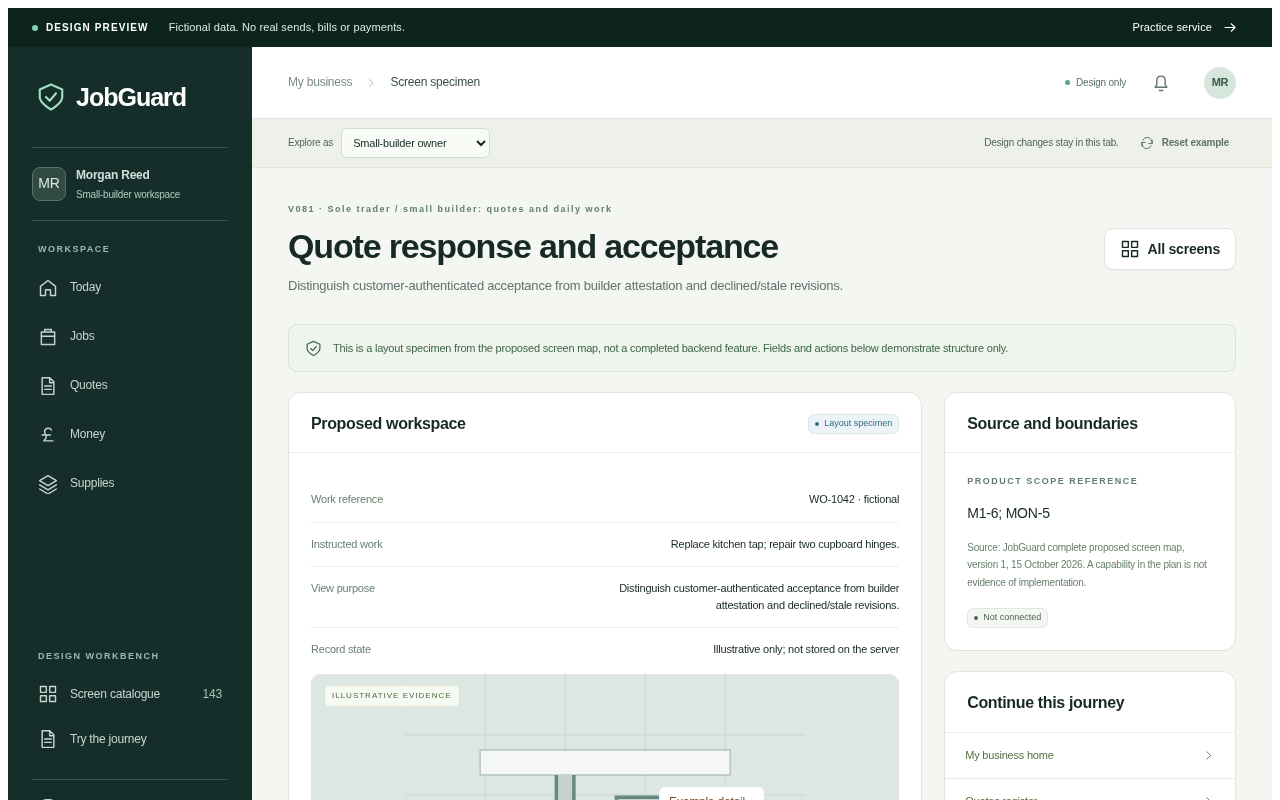 DESIGN PREVIEW Fictional data. No real sends, bills or payments. Practice service
JobGuard
My business Screen specimen Design only MR
Explore as Small-builder owner Design changes stay in this tab. Reset example
MR Morgan Reed
Small-builder workspace
WORKSPACE
Today
Jobs
Quotes
Money
Supplies
DESIGN WORKBENCH
Screen catalogue 143
Try the journey
V081 · Sole trader / small builder: quotes and daily work
Quote response and acceptance
All screens
Distinguish customer-authenticated acceptance from builder attestation and declined/stale revisions.
This is a layout specimen from the proposed screen map, not a completed backend feature. Fields and actions below demonstrate structure only.
Proposed workspace Layout specimen
Work reference WO-1042 · fictional
Instructed work Replace kitchen tap; repair two cupboard hinges.
View purpose Distinguish customer-authenticated acceptance from builder
attestation and declined/stale revisions.
Record state Illustrative only; not stored on the server
ILLUSTRATIVE EVIDENCE
Source and boundaries
PRODUCT SCOPE REFERENCE
M1-6; MON-5
Source: JobGuard complete proposed screen map,
version 1, 15 October 2026. A capability in the plan is not
evidence of implementation.
Not connected
Continue this journey
My business home